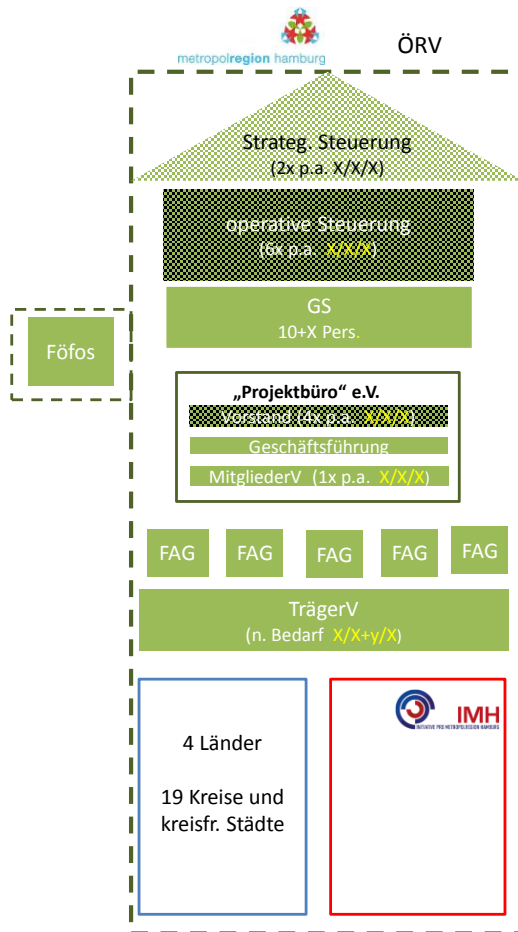 metropolregion hamburg
ÖRV
Strateg. Steuerung
(2x p.a. X/X/X)
operative Steuerung
(6x p.a. X/X/X)
GS
10+X Pers.
Föfos
„Projektbüro“ e.V.
Vorstand (4x p.a. X/X/X)
Geschäftsführung
MitgliederV (1x p.a. X/X/X)
FAG FAG FAG FAG FAG
TrägerV
(n. Bedarf X/X+y/X)
4 Länder
19 Kreise und
kreisfr. Städte
IMH
INITIATIVE PRO METROPOLREGION HAMBURG